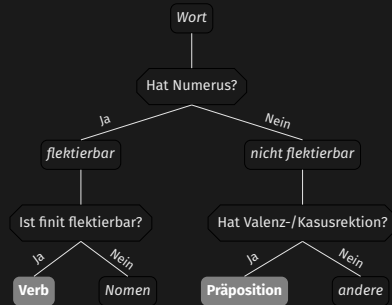 Wort
Hat Numerus?
Ja
Nein
flektierbar
nicht flektierbar
Ist finit flektierbar?
Hat Valenz-/Kasusrektion?
Ja
Nein
Ja
Nein
Verb
Nomen
Präposition
andere